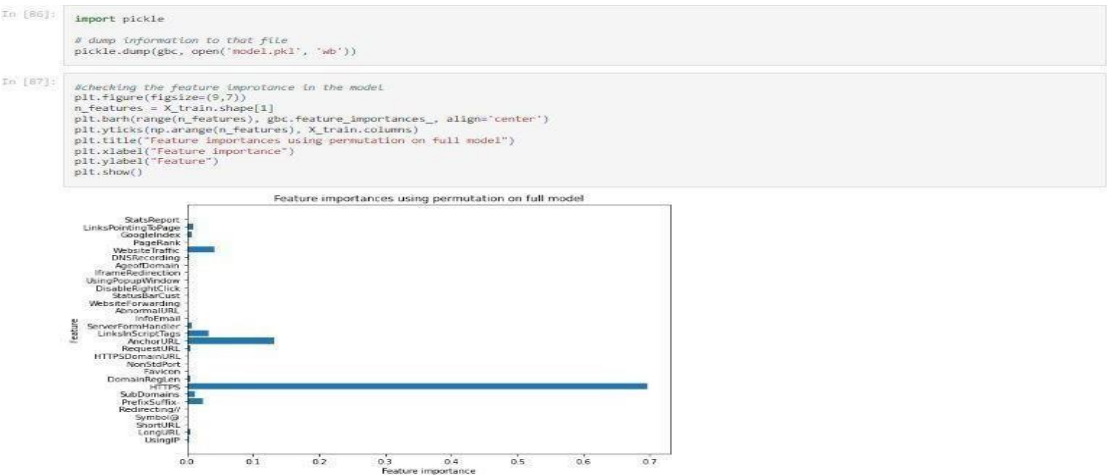 In [86]:
import pickle
# dump information to that file
pickle.dump(gbc, open('model.pkl', 'wb'))
In [87]:
#checking the feature improtance in the model
plt.figure(figsize=(9,7))
n_features = X_train.shape[1]
plt.barh(range(n_features), gbc.feature_importances_, align='center')
plt.yticks(np.arange(n_features), X_train.columns)
plt.title("Feature importances using permutation on full model")
plt.xlabel("Feature importance")
plt.ylabel("Feature")
plt.show()
Feature importances using permutation on full model
StatsReport
LinksPointingToPage
GoogleIndex
PageRank
WebsiteTraffic
DNSRecording
AgeofDomain
IframeRedirection
UsingPopupWindow
DisableRightClick
StatusBarCust
WebsiteForwarding
AbnormalURL
InfoEmail
ServerFormHandler
LinksInScriptTags
AnchorURL
RequestURL
HTTPSDomainURL
NonStdPort
Favicon
DomainRegLen
HTTPS
SubDomains
PrefixSuffix-
Redirecting//
Symbol@
ShortURL
LongURL
UsingIP
Feature
0.0 0.1 0.2 0.3 0.4 0.5 0.6 0.7
Feature importance